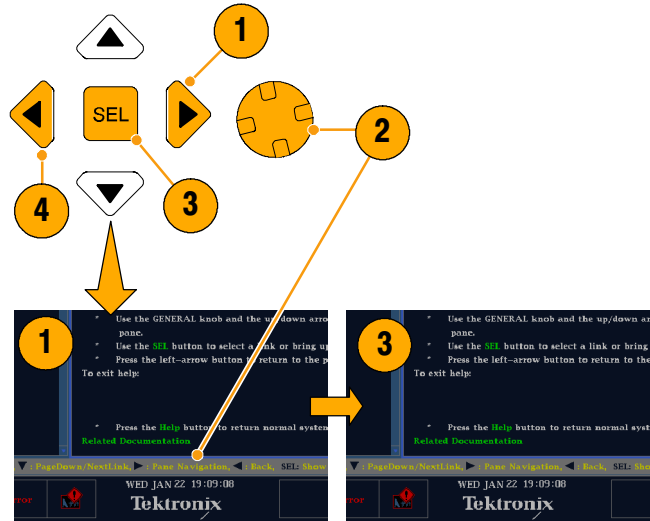 1
SEL
2
4
3
1
" Use the GENERAL knob and the up/down arro
pane.
" Use the SEL button to select a link or bring up
" Press the left-arrow button to return to the p
To exit help:
" Press the Help button to return normal system
Related Documentation
▼ : PageDown/NextLink, ▶ : Pane Navigation, ◀ : Back, SEL: Show
WED JAN 22 19:09:08
rror
Tektronix
3
" Use the GENERAL knob and the up/down ar
pane.
" Use the SEL button to select a link or bring
" Press the left-arrow button to return to the
To exit help:
" Press the Help button to return normal syst
Related Documentation
▼ : PageDown/NextLink, ▶ : Pane Navigation, ◀ : Back, SEL: Sho
WED JAN 22 19:09:08
rror
Tektronix